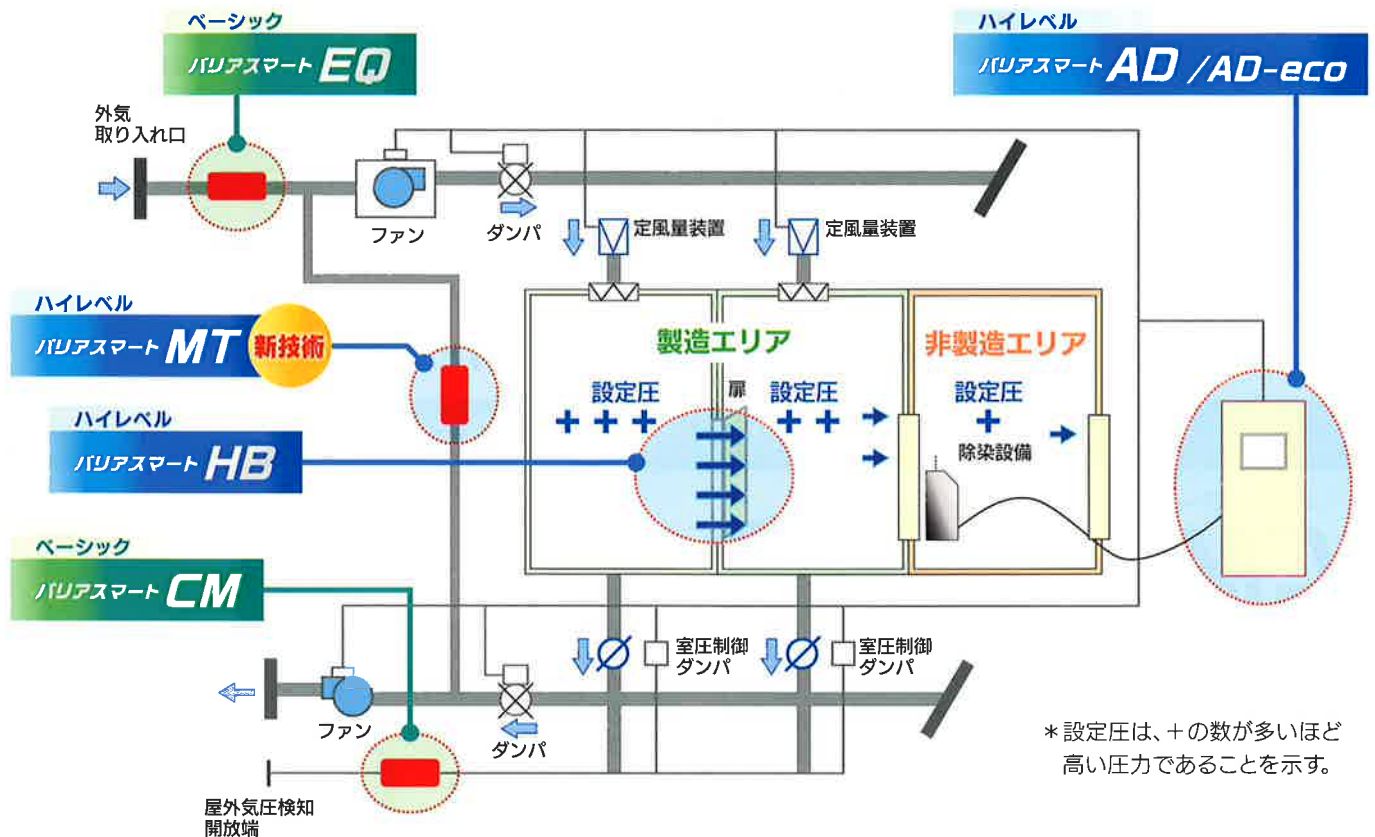 ベーシック
バリアスマート EQ
ハイレベル
バリアスマート AD /AD-eco
外気
取り入れ口
ファン
ダンパ
定風量装置
定風量装置
ハイレベル
バリアスマート MT 新技術
製造エリア
非製造エリア
設定圧
+ + +
扉
設定圧
+ +
設定圧
+
除染設備
ハイレベル
バリアスマート HB
ベーシック
バリアスマート CM
室圧制御
ダンパ
室圧制御
ダンパ
ファン
ダンパ
屋外気圧検知
開放端
*設定圧は、+の数が多いほど
高い圧力であることを示す。